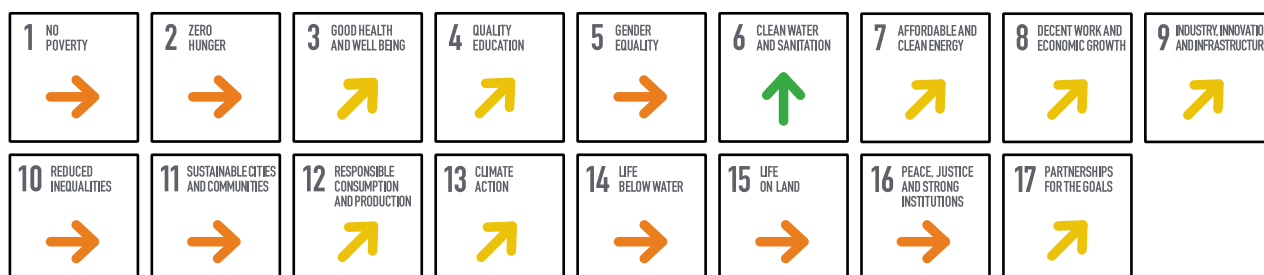 1 NO
POVERTY
2 ZERO
HUNGER
3 GOOD HEALTH
AND WELL BEING
4 QUALITY
EDUCATION
5 GENDER
EQUALITY
6 CLEAN WATER
AND SANITATION
7 AFFORDABLE AND
CLEAN ENERGY
8 DECENT WORK AND
ECONOMIC GROWTH
9 INDUSTRY, INNOVATIO
AND INFRASTRUCTUR
10 REDUCED
INEQUALITIES
11 SUSTAINABLE CITIES
AND COMMUNITIES
12 RESPONSIBLE
CONSUMPTION
AND PRODUCTION
13 CLIMATE
ACTION
14 LIFE
BELOW WATER
15 LIFE
ON LAND
16 PEACE, JUSTICE
AND STRONG
INSTITUTIONS
17 PARTNERSHIPS
FOR THE GOALS